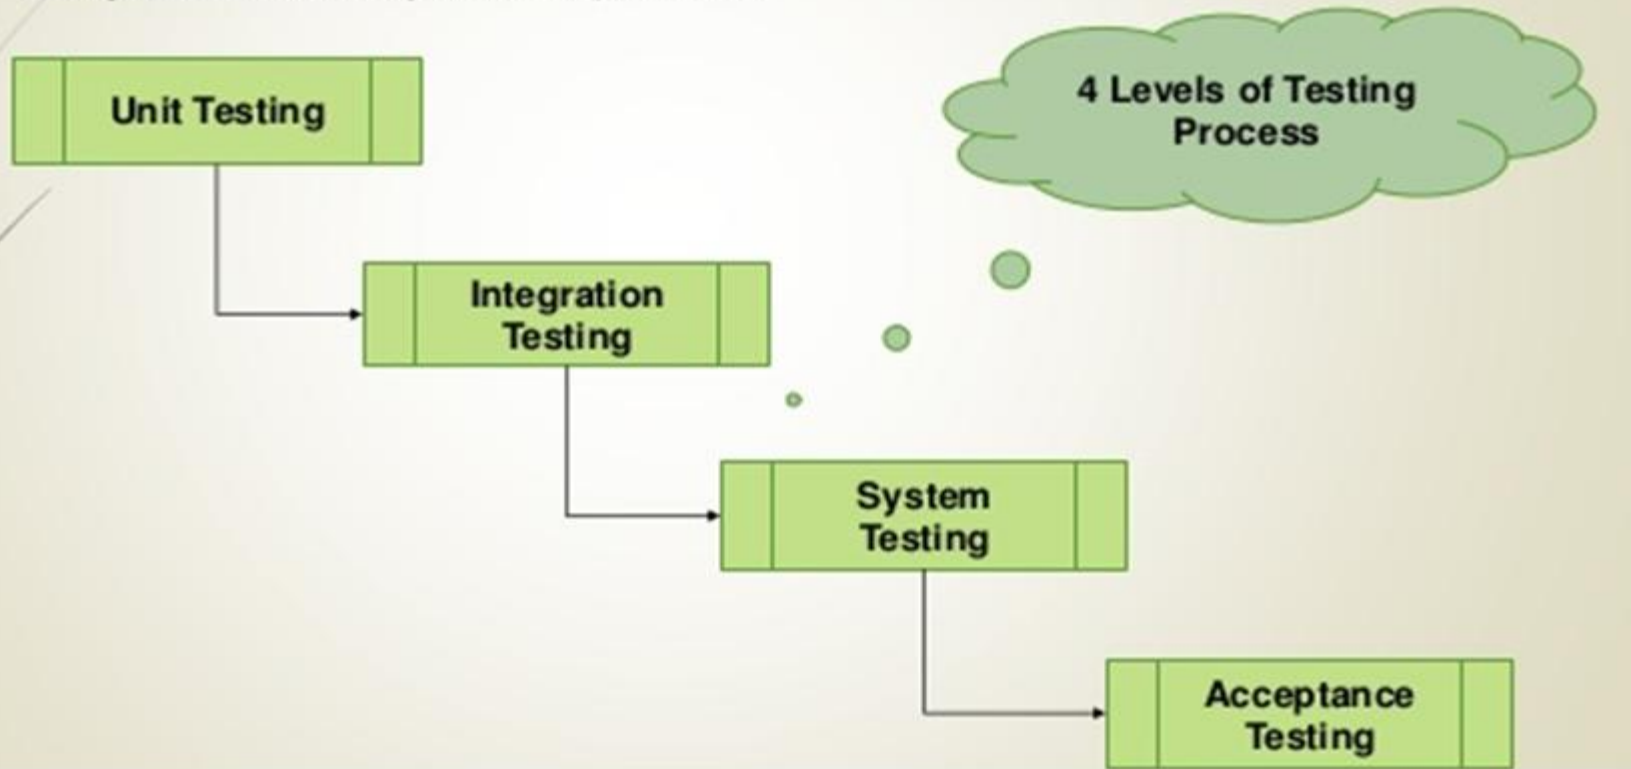 Unit Testing
4 Levels of Testing
Process
Integration
Testing
System
Testing
Acceptance
Testing